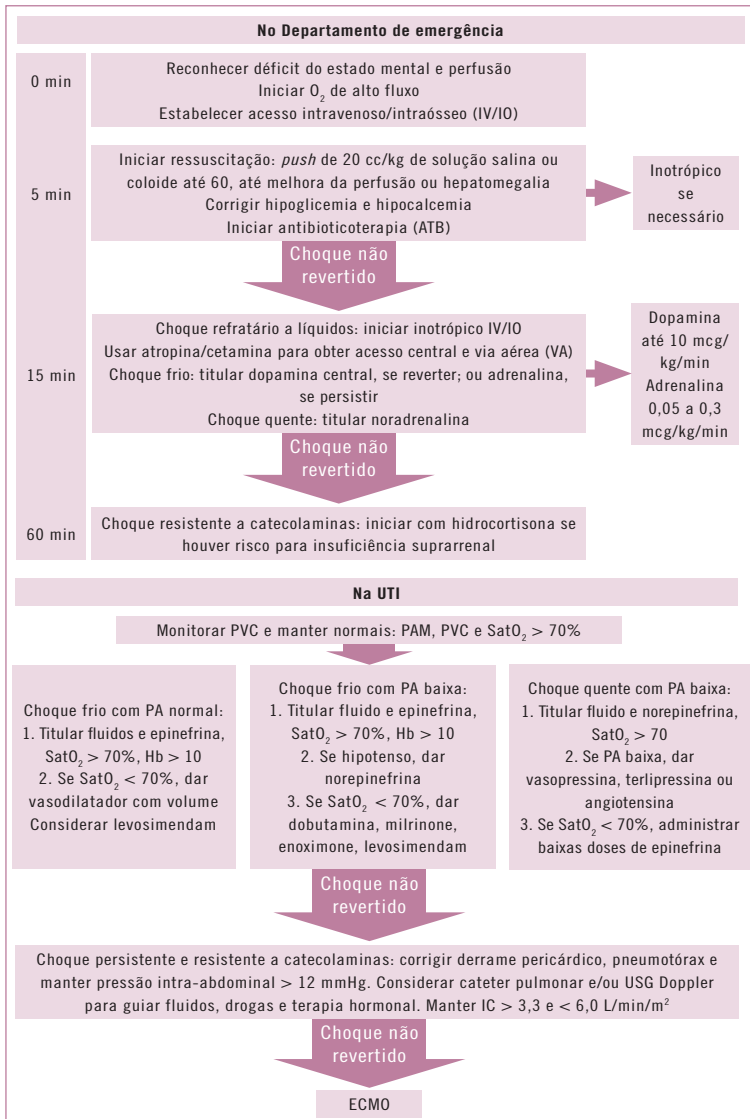 No Departamento de emergência
0 min
Reconhecer déficit do estado mental e perfusão
Iniciar O₂ de alto fluxo
Estabelecer acesso intravenoso/intraósseo (IV/IO)
5 min
Iniciar ressuscitação: push de 20 cc/kg de solução salina ou
coloide até 60, até melhora da perfusão ou hepatomegalia
Corrigir hipoglicemia e hipocalcemia
Iniciar antibioticoterapia (ATB)
Inotrópico
se
necessário
Choque não
revertido
15 min
Choque refratário a líquidos: iniciar inotrópico IV/IO
Usar atropina/cetamina para obter acesso central e via aérea (VA)
Choque frio: titular dopamina central, se reverter; ou adrenalina,
se persistir
Choque quente: titular noradrenalina
Dopamina
até 10 mcg/
kg/min
Adrenalina
0,05 a 0,3
mcg/kg/min
Choque não
revertido
60 min
Choque resistente a catecolaminas: iniciar com hidrocortisona se
houver risco para insuficiência suprarrenal
Na UTI
Monitorar PVC e manter normais: PAM, PVC e SatO₂ > 70%
Choque frio com PA normal:
1. Titular fluidos e epinefrina,
SatO₂ > 70%, Hb > 10
2. Se SatO₂ < 70%, dar
vasodilatador com volume
Considerar levosimendam
Choque frio com PA baixa:
1. Titular fluido e epinefrina,
SatO₂ > 70%, Hb > 10
2. Se hipotenso, dar
norepinefrina
3. Se SatO₂ < 70%, dar
dobutamina, milrinone,
enoximone, levosimendam
Choque quente com PA baixa:
1. Titular fluido e norepinefrina,
SatO₂ > 70
2. Se PA baixa, dar
vasopressina, terlipressina ou
angiotensina
3. Se SatO₂ < 70%, administrar
baixas doses de epinefrina
Choque não
revertido
Choque persistente e resistente a catecolaminas: corrigir derrame pericárdico, pneumotórax e
manter pressão intra-abdominal > 12 mmHg. Considerar cateter pulmonar e/ou USG Doppler
para guiar fluidos, drogas e terapia hormonal. Manter IC > 3,3 e < 6,0 L/min/m²
Choque não
revertido
ECMO